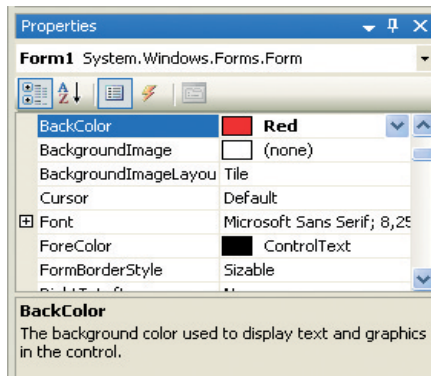 Properties
Form1 System.Windows.Forms.Form
BackColor Red
BackgroundImage (none)
BackgroundImageLayou Tile
Cursor Default
Font Microsoft Sans Serif; 8,25
ForeColor ControlText
FormBorderStyle Sizable
BackColor
The background color used to display text and graphics
in the control.